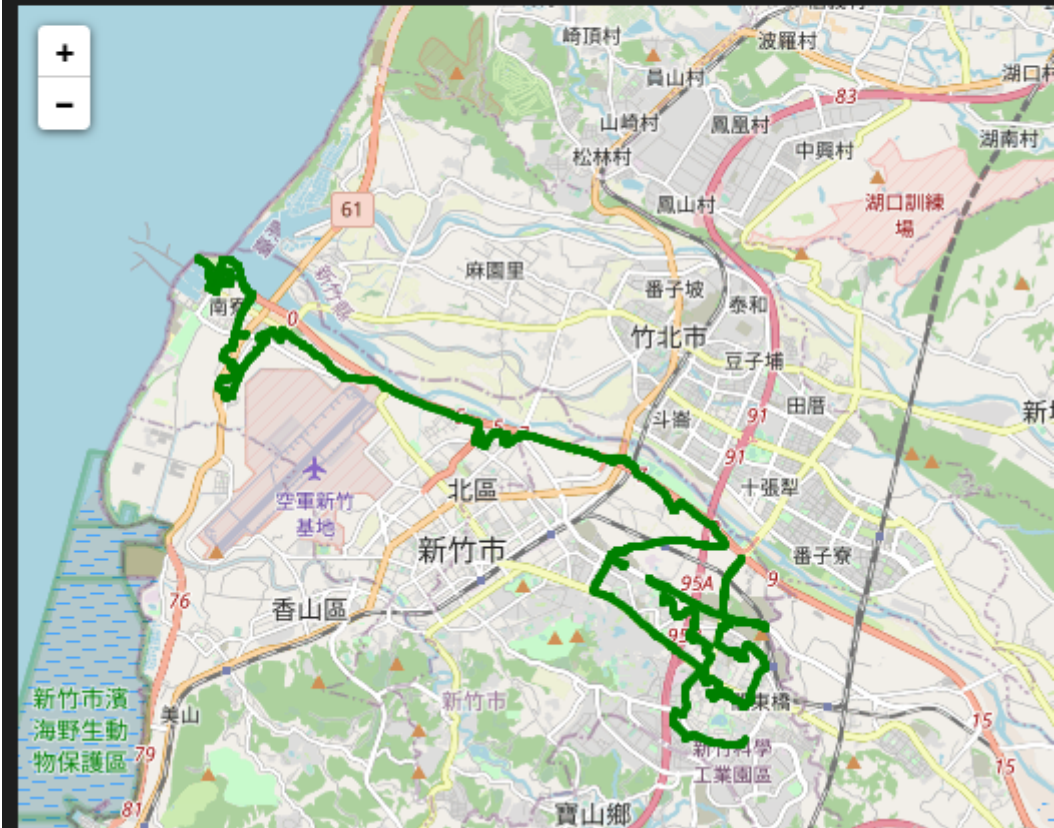 +
−
崎頂村
波羅村
員山村
湖口村
83
山崎村
鳳凰村
湖南村
中興村
松林村
61
鳳山村
湖口訓練
場
新竹縣
麻園里
番子坡
泰和
南寮
0
竹北市
豆子埔
田厝
91
斗崙
91
北區
十張犁
空軍新竹
基地
新竹市
番子寮
95A
9
76
香山區
新竹市
新竹市濱
海野生動
物保護區
美山
關東橋
15
79
新竹科學
工業園區
15
81
寶山鄉